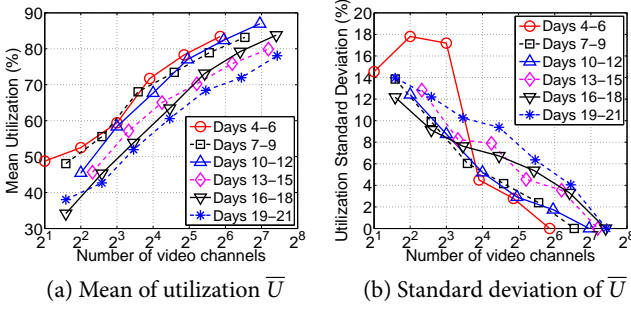 90
80
70
60
50
40
30
Mean Utilization (%)
Days 4−6
Days 7−9
Days 10−12
Days 13−15
Days 16−18
Days 19−21
2^1 2^2 2^3 2^4 2^5 2^6 2^7 2^8
Number of video channels
(a) Mean of utilization U̅
20
18
16
14
12
10
8
6
4
2
0
Utilization Standard Deviation (%)
Days 4−6
Days 7−9
Days 10−12
Days 13−15
Days 16−18
Days 19−21
2^1 2^2 2^3 2^4 2^5 2^6 2^7 2^8
Number of video channels
(b) Standard deviation of U̅